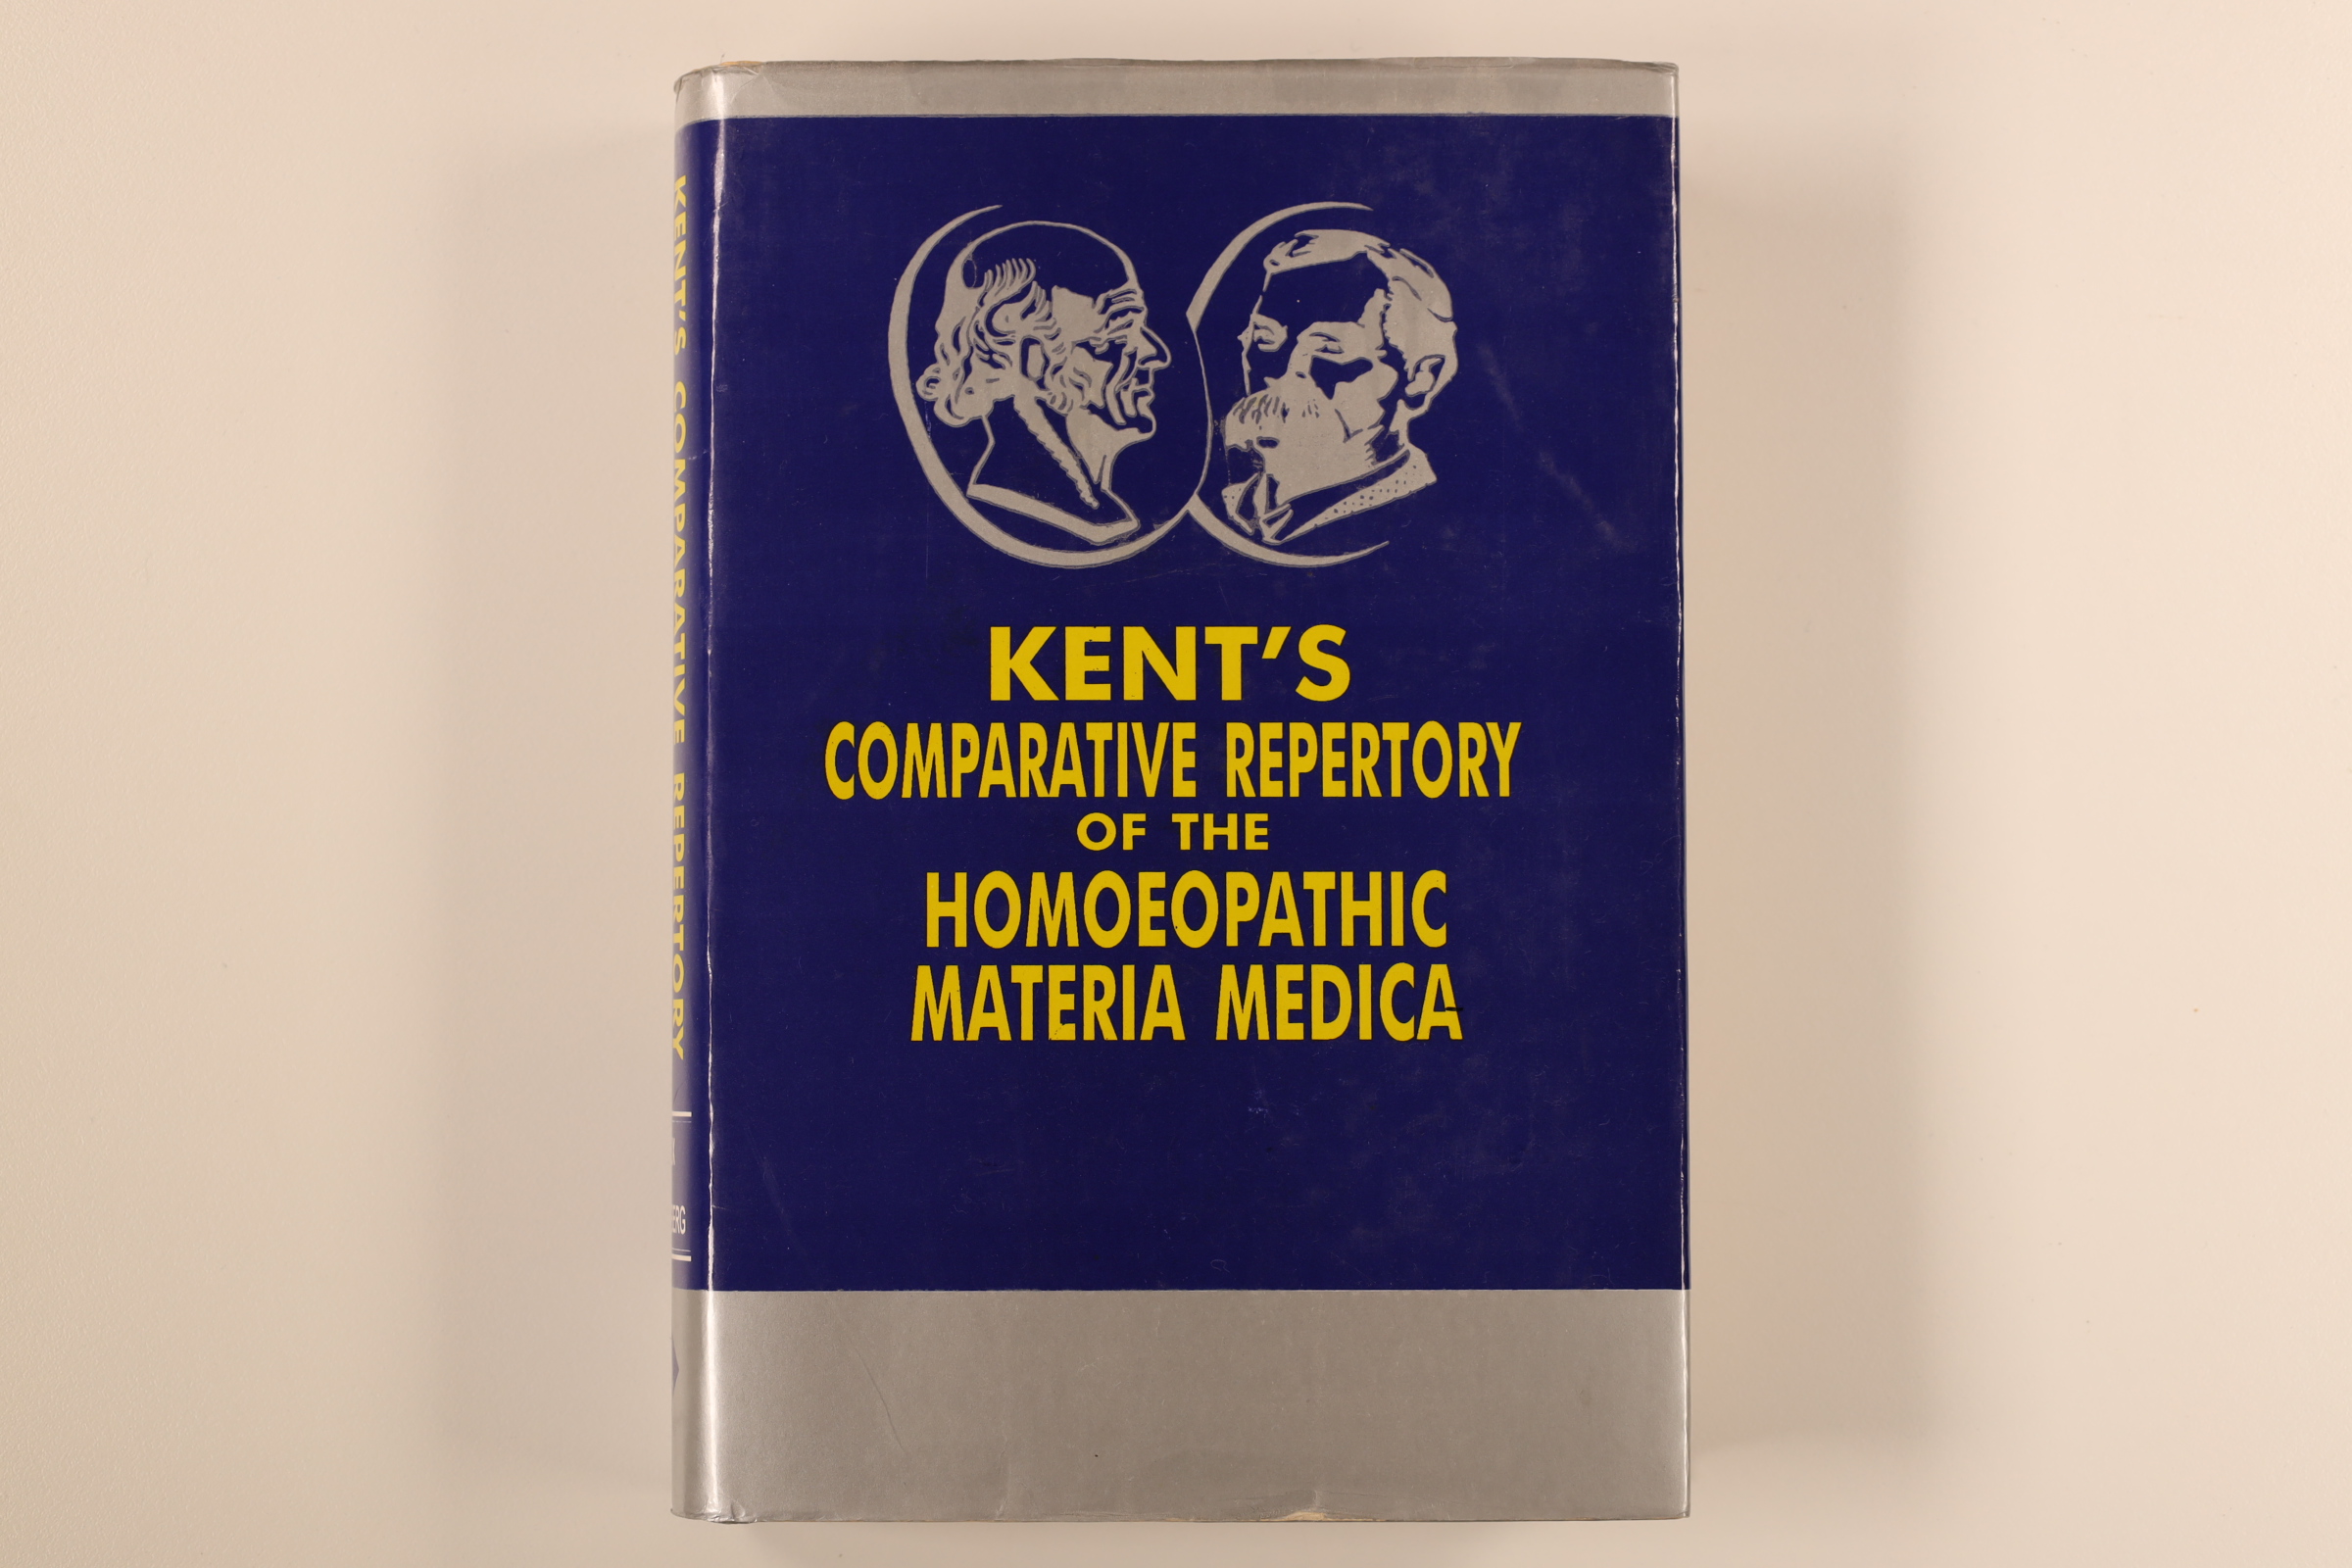 KENT'S
COMPARATIVE REPERTORY
OF THE
HOMOEOPATHIC
MATERIA MEDICA
KENT'S COMPARATIVE REPERTORY